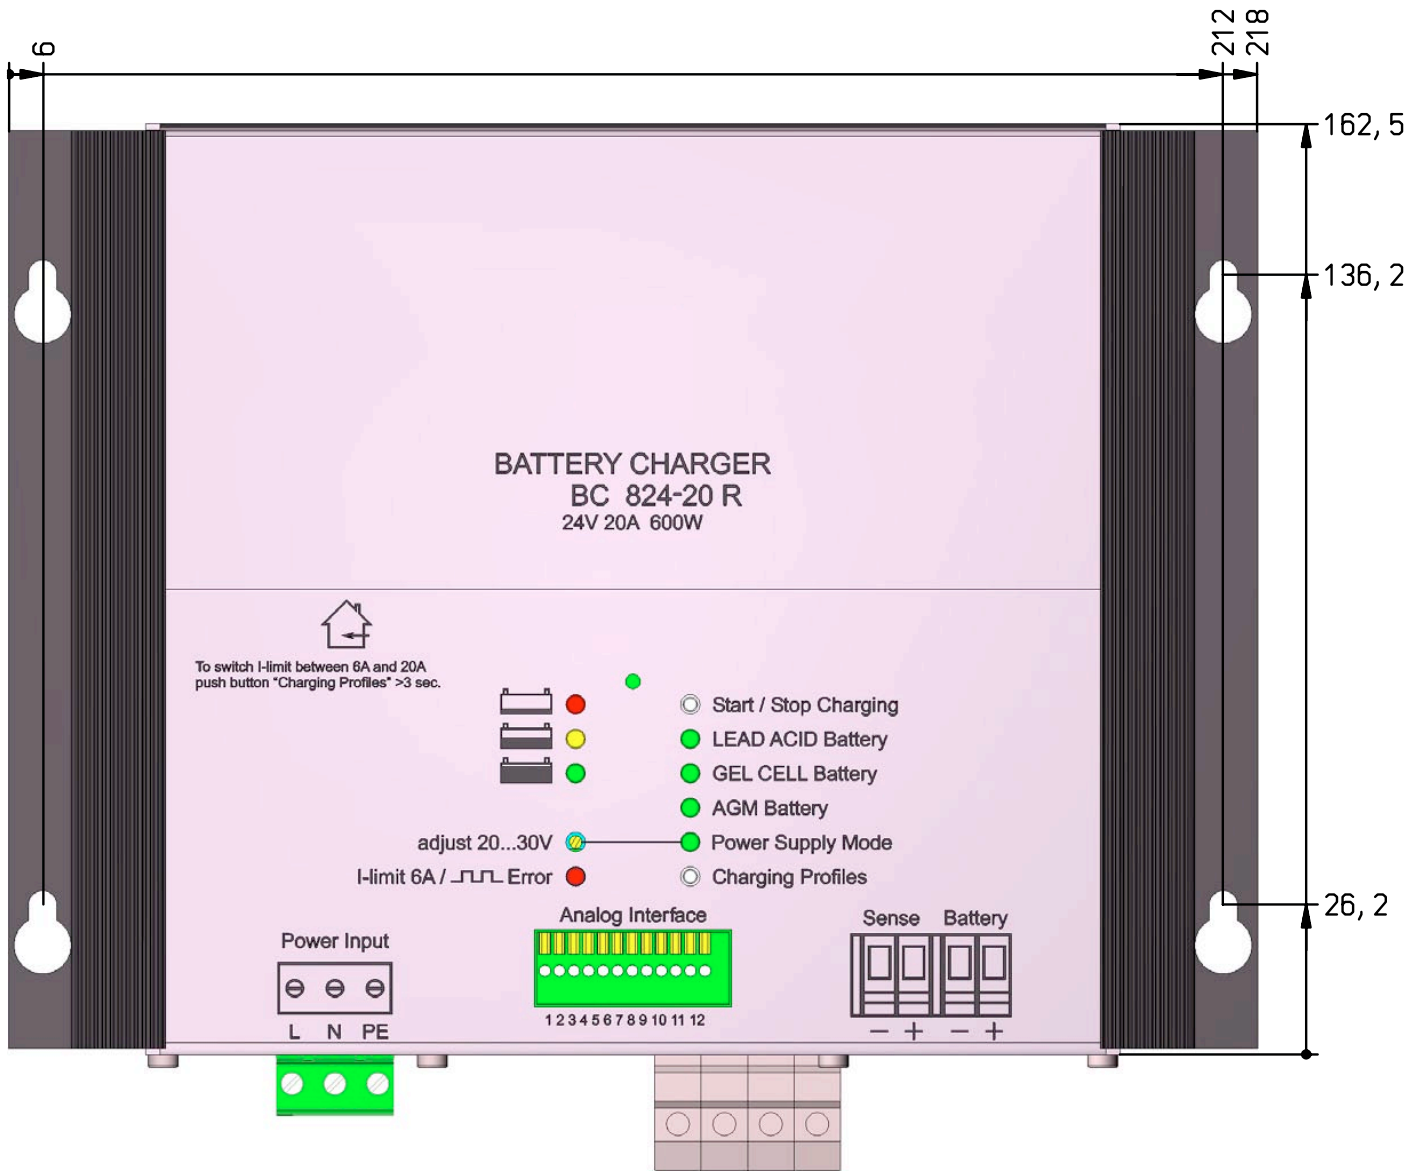 6
212
218
162,5
136,2
BATTERY CHARGER
BC 824-20 R
24V 20A 600W
To switch I-limit between 6A and 20A
push button "Charging Profiles" >3 sec.
Start / Stop Charging
LEAD ACID Battery
GEL CELL Battery
AGM Battery
adjust 20...30V
Power Supply Mode
I-limit 6A / Error
Charging Profiles
26,2
Analog Interface
Sense Battery
Power Input
1 2 3 4 5 6 7 8 9 10 11 12
L N PE
− + − +